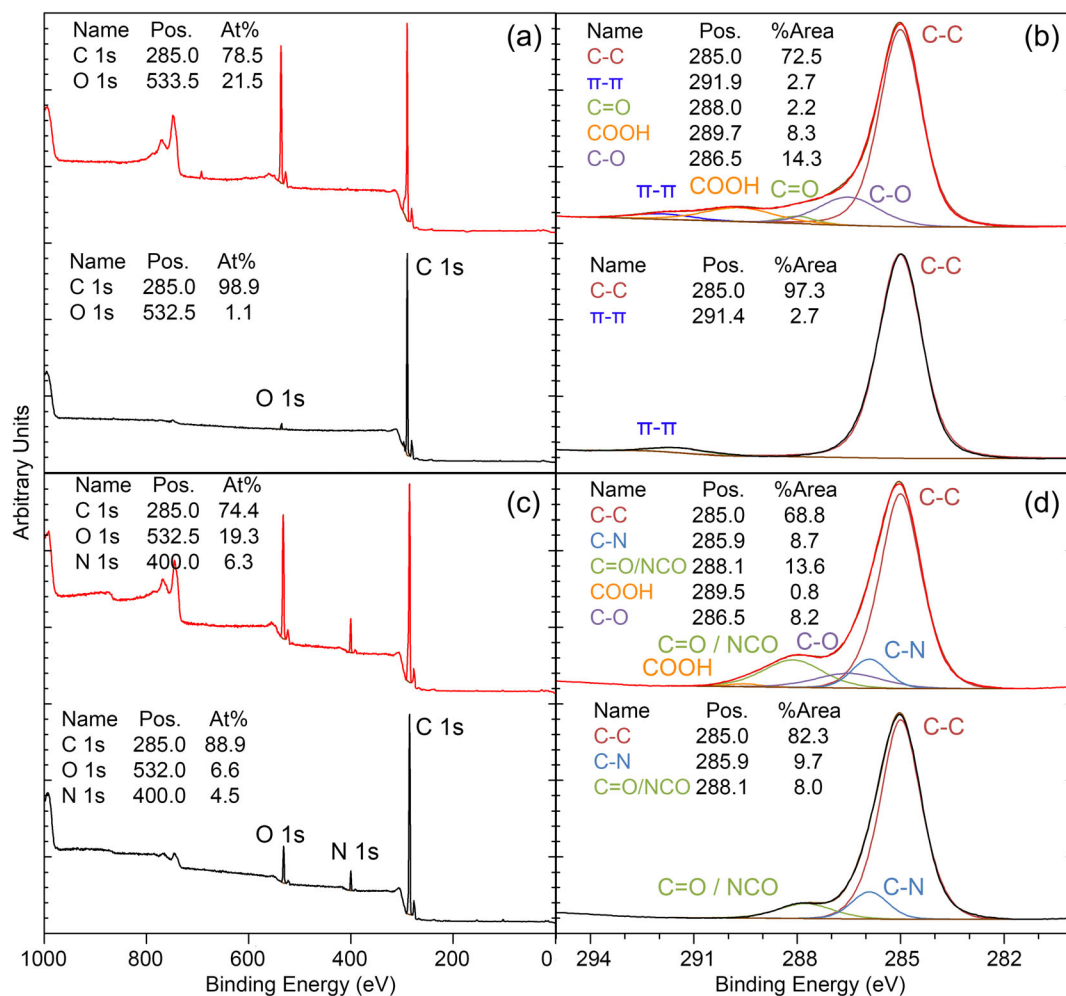 (a)
Name Pos. At%
C 1s 285.0 78.5
O 1s 533.5 21.5
Name Pos. At%
C 1s 285.0 98.9
O 1s 532.5 1.1
C 1s
O 1s
(b)
Name Pos. %Area
C-C 285.0 72.5
π-π 291.9 2.7
C=O 288.0 2.2
COOH 289.7 8.3
C-O 286.5 14.3
C-C
π-π COOH C=O C-O
Name Pos. %Area
C-C 285.0 97.3
π-π 291.4 2.7
C-C
π-π
(c)
Name Pos. At%
C 1s 285.0 74.4
O 1s 532.5 19.3
N 1s 400.0 6.3
Name Pos. At%
C 1s 285.0 88.9
O 1s 532.0 6.6
N 1s 400.0 4.5
C 1s
O 1s
N 1s
(d)
Name Pos. %Area
C-C 285.0 68.8
C-N 285.9 8.7
C=O/NCO 288.1 13.6
COOH 289.5 0.8
C-O 286.5 8.2
C-C
C=O / NCO C-O
COOH
C-N
Name Pos. %Area
C-C 285.0 82.3
C-N 285.9 9.7
C=O/NCO 288.1 8.0
C-C
C=O / NCO
C-N
Arbitrary Units
1000 800 600 400 200 0
Binding Energy (eV)
294 291 288 285 282
Binding Energy (eV)